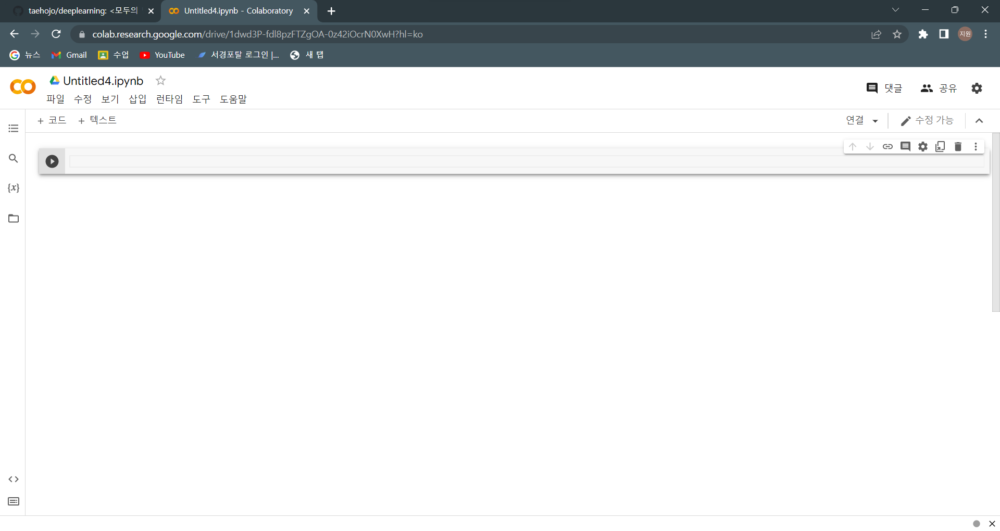 taehojo/deeplearning: <모두의
Untitled4.ipynb - Colaboratory
colab.research.google.com/drive/1dwd3P-fdl8pzFTZgOA-0z42iOcrN0XwH?hl=ko
지원
뉴스 Gmail 수업 YouTube 서경포탈 로그인 |... 새 탭
Untitled4.ipynb
댓글 공유
파일 수정 보기 삽입 런타임 도구 도움말
+ 코드 + 텍스트
연결 수정 가능
{x}